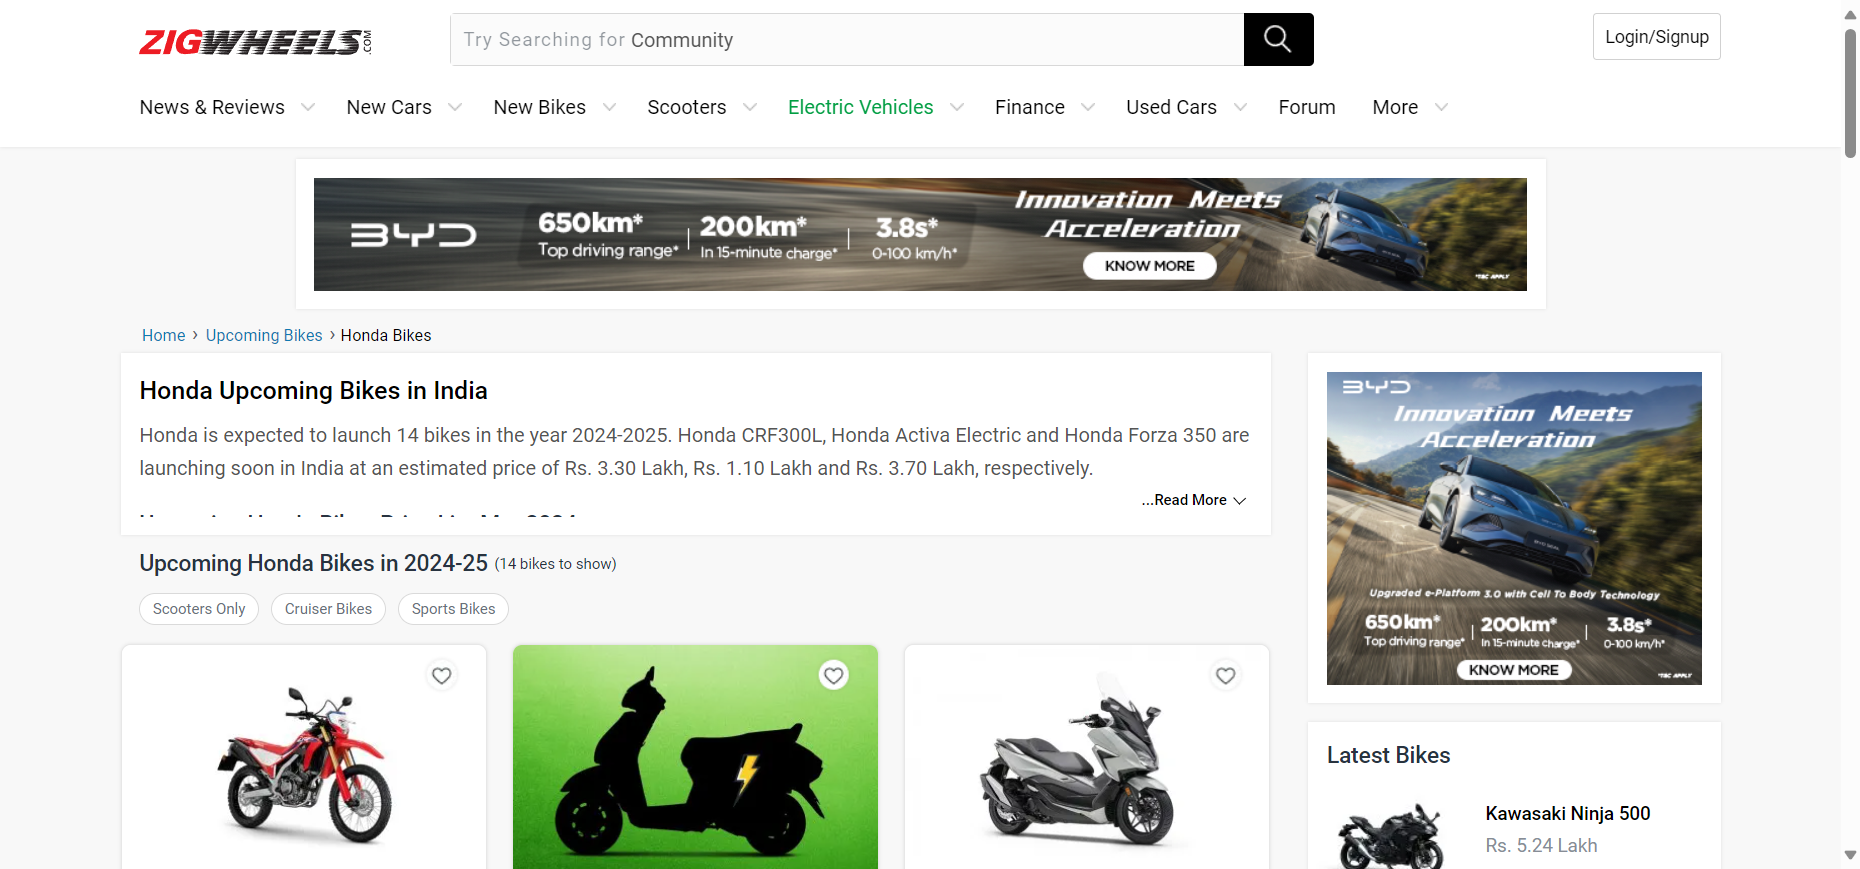 ZIGWHEELS.COM
Try Searching for Community
Login/Signup
News & Reviews
New Cars
New Bikes
Scooters
Electric Vehicles
Finance
Used Cars
Forum
More
BYD
650km*
Top driving range*
200km*
In 15-minute charge*
3.8s*
0-100 km/h*
Innovation Meets
Acceleration
KNOW MORE
*T&C APPLY
Home › Upcoming Bikes › Honda Bikes
Honda Upcoming Bikes in India
Honda is expected to launch 14 bikes in the year 2024-2025. Honda CRF300L, Honda Activa Electric and Honda Forza 350 are
launching soon in India at an estimated price of Rs. 3.30 Lakh, Rs. 1.10 Lakh and Rs. 3.70 Lakh, respectively.
...Read More
Upcoming Honda Bikes in 2024-25 (14 bikes to show)
Scooters Only
Cruiser Bikes
Sports Bikes
BYD
Innovation Meets
Acceleration
Upgraded e-Platform 3.0 with Cell To Body Technology
650km*
Top driving range*
200km*
In 15-minute charge*
3.8s*
0-100 km/h*
KNOW MORE
*T&C APPLY
Latest Bikes
Kawasaki Ninja 500
Rs. 5.24 Lakh